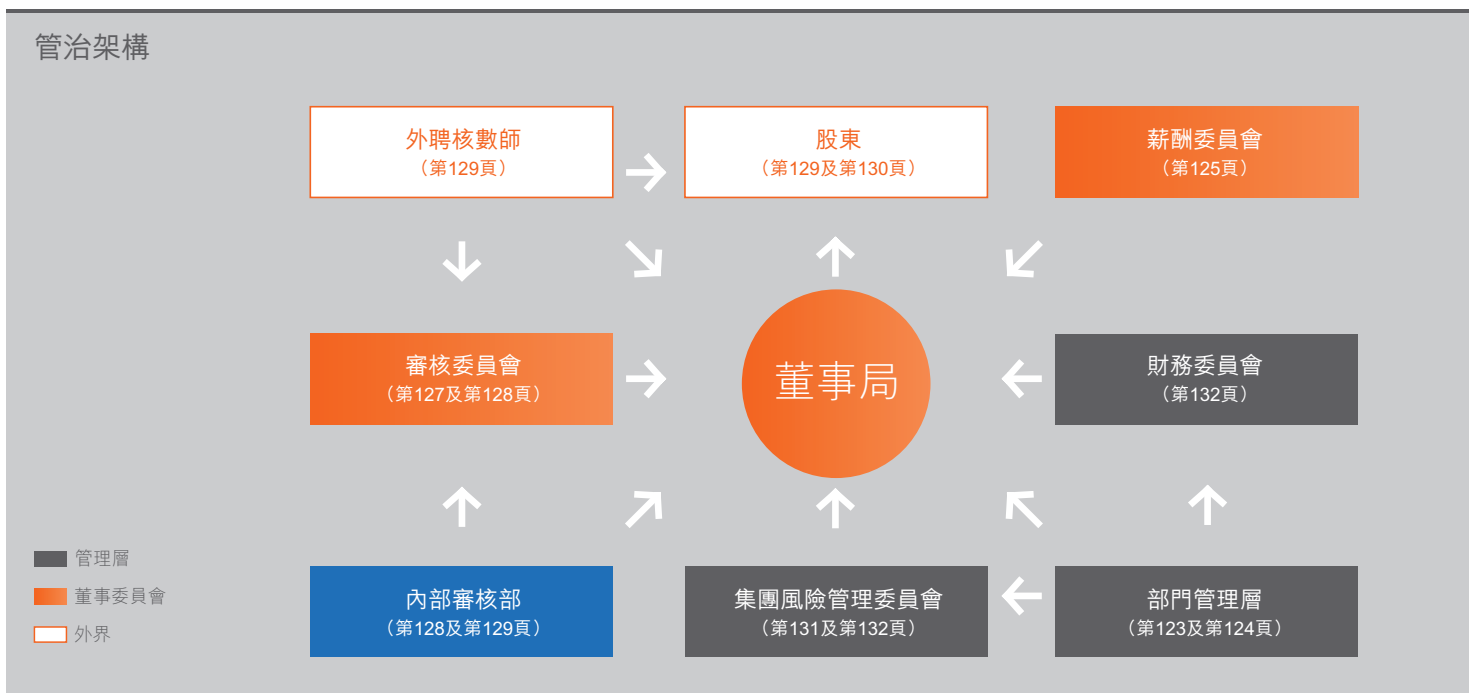 管治架構
外聘核數師
（第129頁）
股東
（第129及第130頁）
薪酬委員會
（第125頁）
審核委員會
（第127及第128頁）
董事局
財務委員會
（第132頁）
管理層
董事委員會
外界
內部審核部
（第128及第129頁）
集團風險管理委員會
（第131及第132頁）
部門管理層
（第123及第124頁）